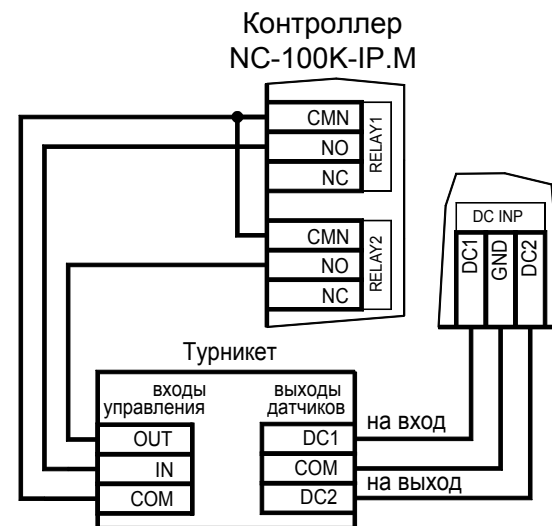 Контроллер
NC-100K-IP.M
CMN
NO
NC
RELAY1
CMN
NO
NC
RELAY2
DC INP
DC1
GND
DC2
Турникет
входы
управления
выходы
датчиков
OUT
IN
COM
DC1
COM
DC2
на вход
на выход